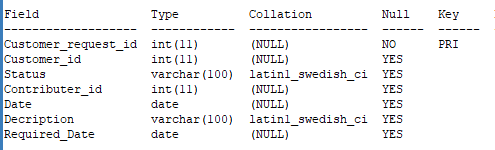 Field Type Collation Null Key
------------------- ------------ ----------------- ------ ------
Customer_request_id int(11) (NULL) NO PRI
Customer_id int(11) (NULL) YES
Status varchar(100) latin1_swedish_ci YES
Contributer_id int(11) (NULL) YES
Date date (NULL) YES
Decription varchar(100) latin1_swedish_ci YES
Required_Date date (NULL) YES